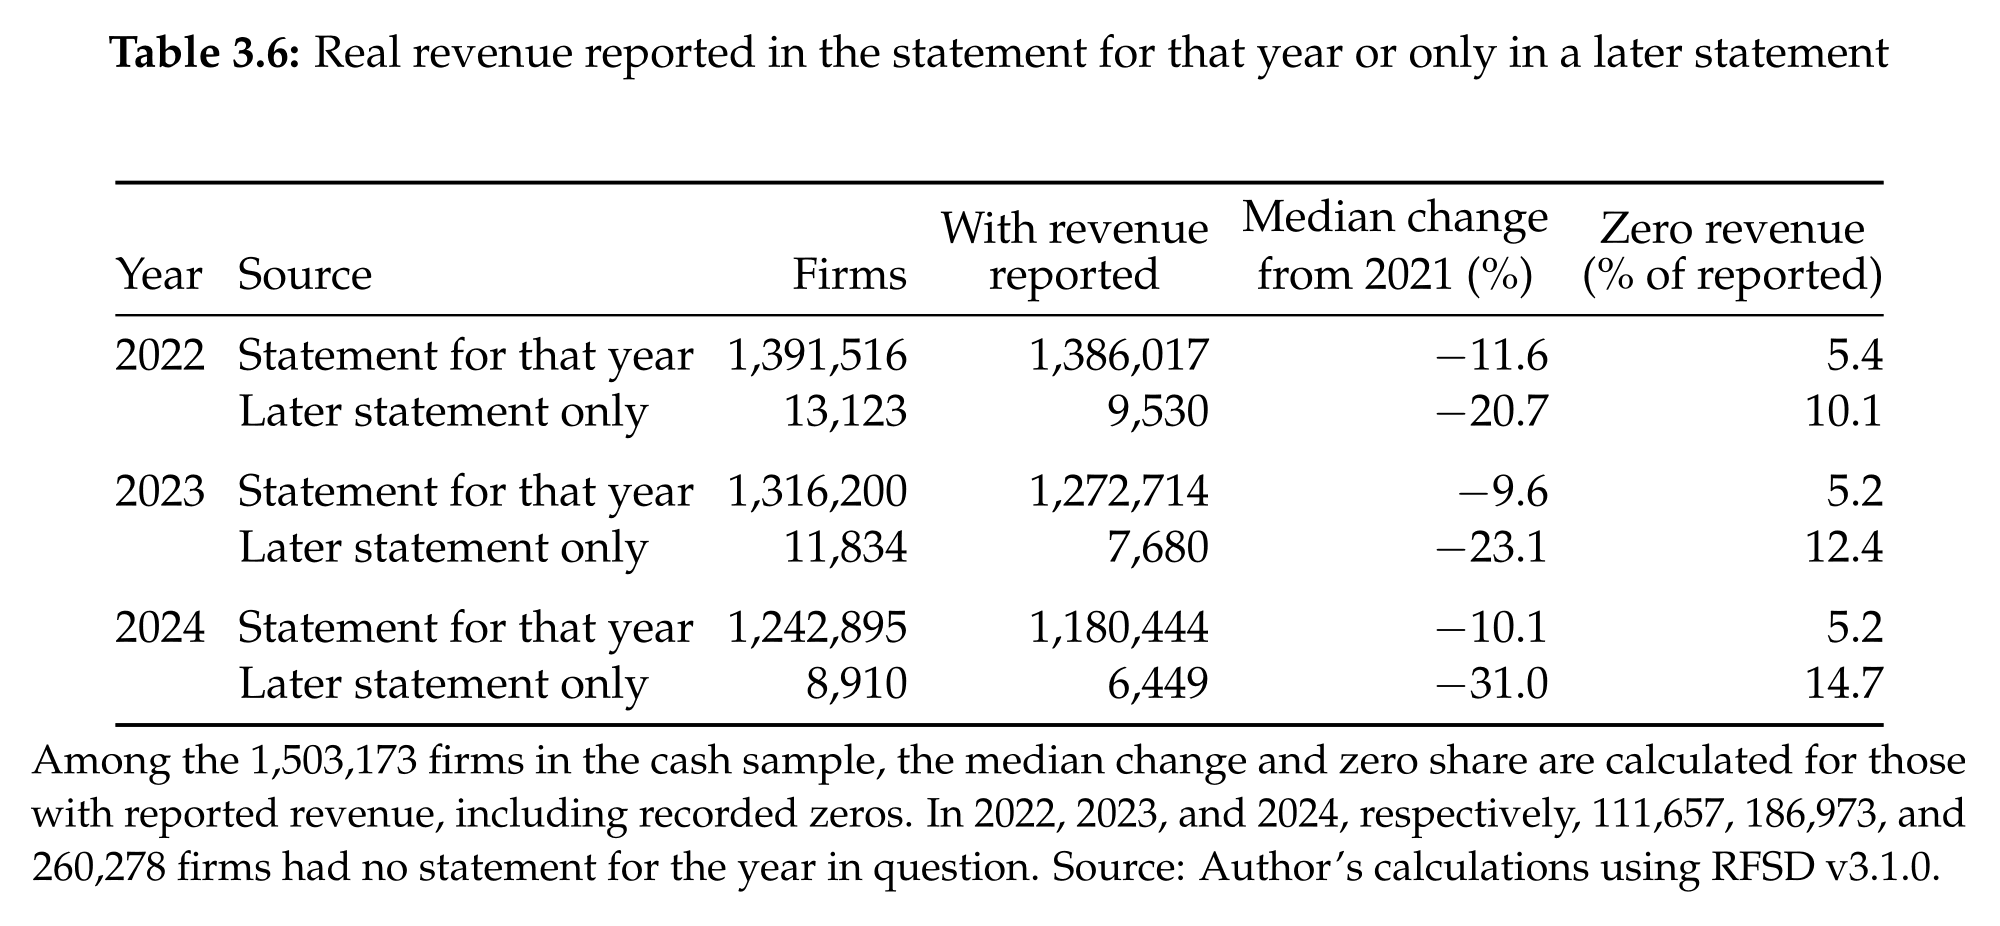 Table 3.6: Real revenue reported in the statement for that year or only in a later statement
Year Source Firms With revenue reported Median change from 2021 (%) Zero revenue (% of reported)
2022 Statement for that year 1,391,516 1,386,017 −11.6 5.4
Later statement only 13,123 9,530 −20.7 10.1
2023 Statement for that year 1,316,200 1,272,714 −9.6 5.2
Later statement only 11,834 7,680 −23.1 12.4
2024 Statement for that year 1,242,895 1,180,444 −10.1 5.2
Later statement only 8,910 6,449 −31.0 14.7
Among the 1,503,173 firms in the cash sample, the median change and zero share are calculated for those
with reported revenue, including recorded zeros. In 2022, 2023, and 2024, respectively, 111,657, 186,973, and
260,278 firms had no statement for the year in question. Source: Author's calculations using RFSD v3.1.0.